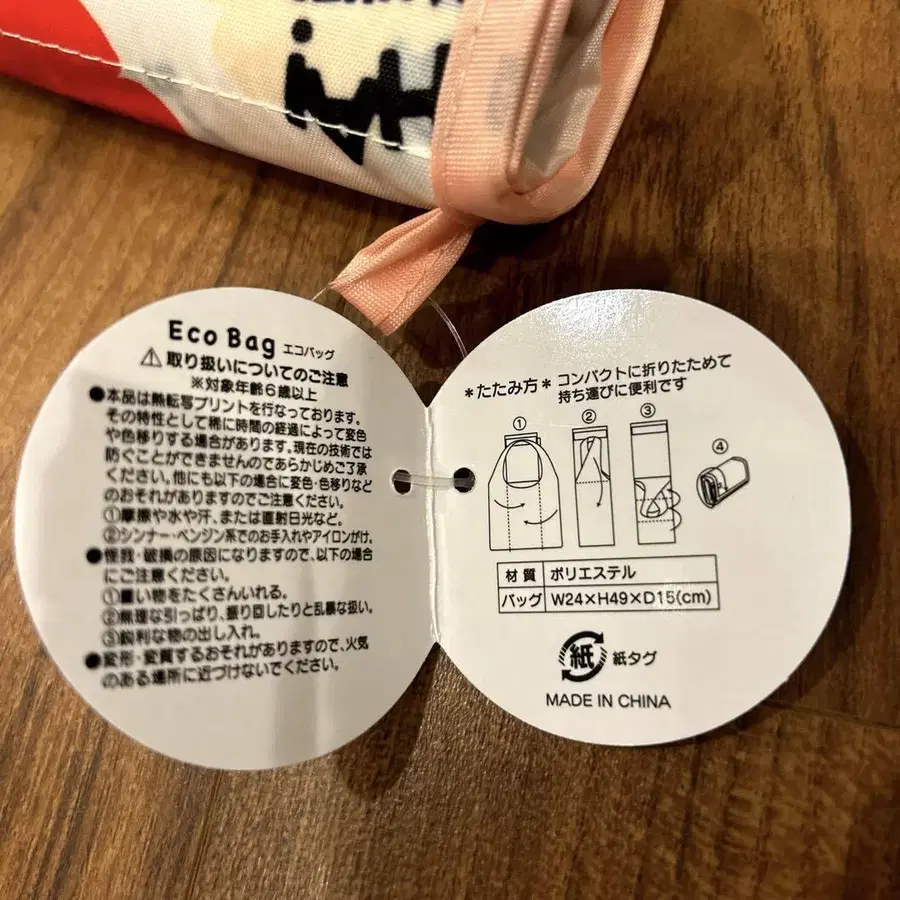 Eco Bag エコバッグ
⚠取り扱いについてのご注意
※対象年齢6歳以上
●本品は熱転写プリントを行なっております。
その特性として稀に時間の経過によって変色
や色移りする場合があります。現在の技術では
防ぐことができませんのであらかじめご了承
ください。他にも以下の場合に変色・色移りなど
のおそれがありますのでご注意ください。
①摩擦や水や汗、または直射日光など。
②シンナー・ベンジン系でのお手入れやアイロンがけ。
●怪我・破損の原因になりますので、以下の場合
にご注意ください。
①重い物をたくさんいれる。
②無理な引っぱり、振り回したりと乱暴な扱い。
③鋭利な物の出し入れ。
●変形・変質するおそれがありますので、火気
のある場所に近づけないでください。
*たたみ方* コンパクトに折りたためて
持ち運びに便利です
① ② ③ ④
材質 ポリエステル
バッグ W24×H49×D15(cm)
紙 紙タグ
MADE IN CHINA